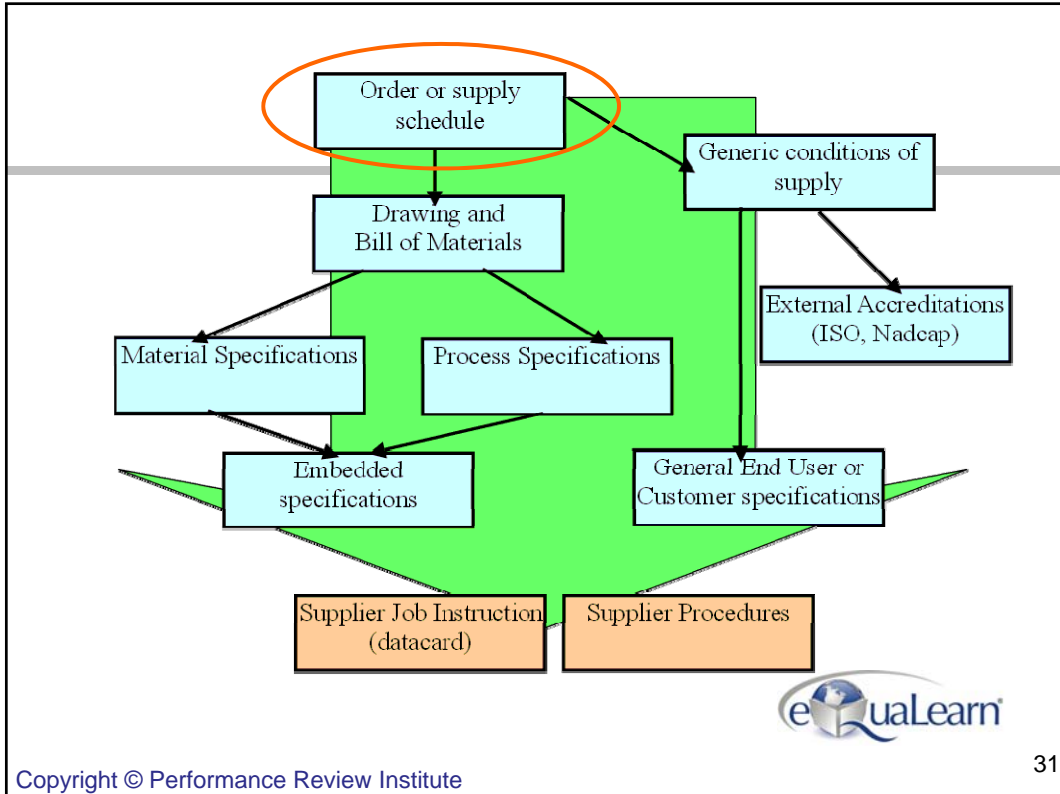 Order or supply
schedule
Generic conditions of
supply
Drawing and
Bill of Materials
External Accreditations
(ISO, Nadcap)
Material Specifications
Process Specifications
Embedded
specifications
General End User or
Customer specifications
Supplier Job Instruction
(datacard)
Supplier Procedures
eQuaLearn
Copyright © Performance Review Institute
31